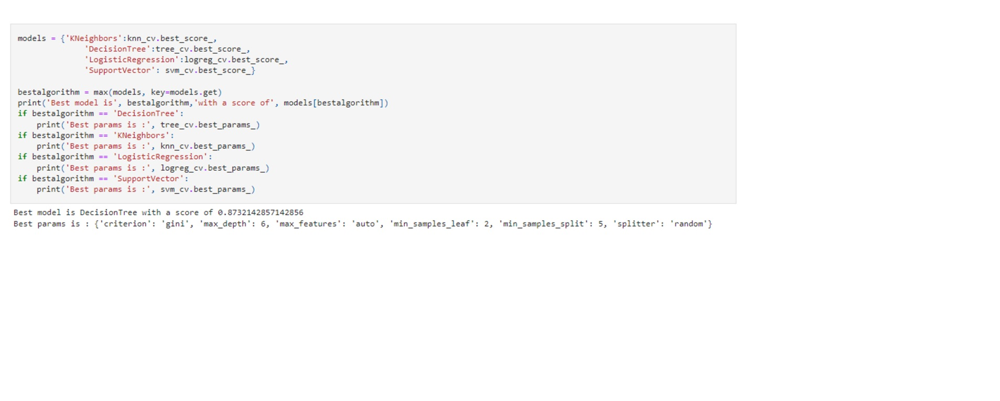 models = {'KNeighbors':knn_cv.best_score_,
              'DecisionTree':tree_cv.best_score_,
              'LogisticRegression':logreg_cv.best_score_,
              'SupportVector': svm_cv.best_score_}

bestalgorithm = max(models, key=models.get)
print('Best model is', bestalgorithm,'with a score of', models[bestalgorithm])
if bestalgorithm == 'DecisionTree':
    print('Best params is :', tree_cv.best_params_)
if bestalgorithm == 'KNeighbors':
    print('Best params is :', knn_cv.best_params_)
if bestalgorithm == 'LogisticRegression':
    print('Best params is :', logreg_cv.best_params_)
if bestalgorithm == 'SupportVector':
    print('Best params is :', svm_cv.best_params_)
Best model is DecisionTree with a score of 0.8732142857142856
Best params is : {'criterion': 'gini', 'max_depth': 6, 'max_features': 'auto', 'min_samples_leaf': 2, 'min_samples_split': 5, 'splitter': 'random'}